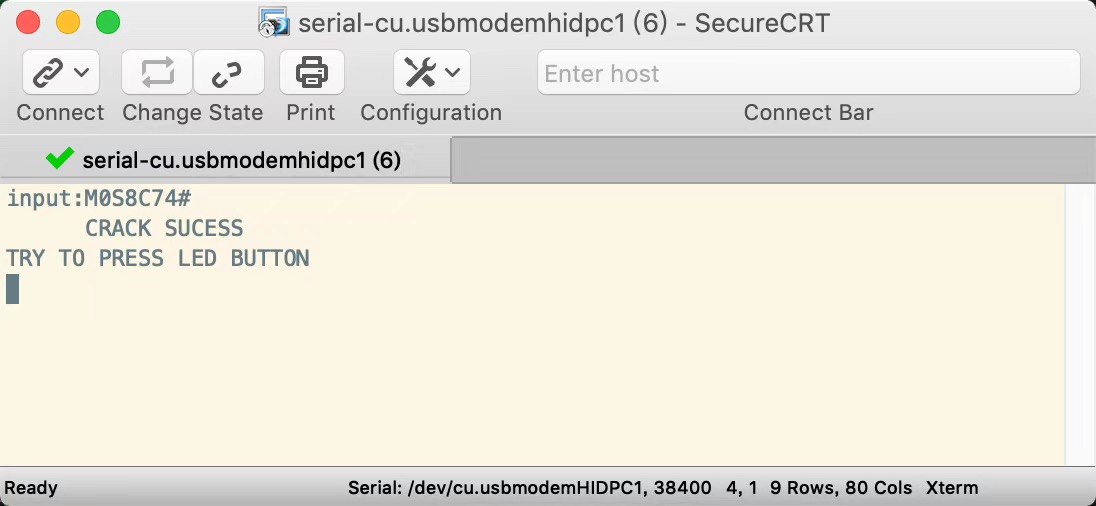 serial-cu.usbmodemhidpc1 (6) - SecureCRT
Enter host
Connect Change State Print Configuration Connect Bar
serial-cu.usbmodemhidpc1 (6)
input:M0S8C74#
CRACK SUCESS
TRY TO PRESS LED BUTTON
Ready Serial: /dev/cu.usbmodemHIDPC1, 38400 4, 1 9 Rows, 80 Cols Xterm